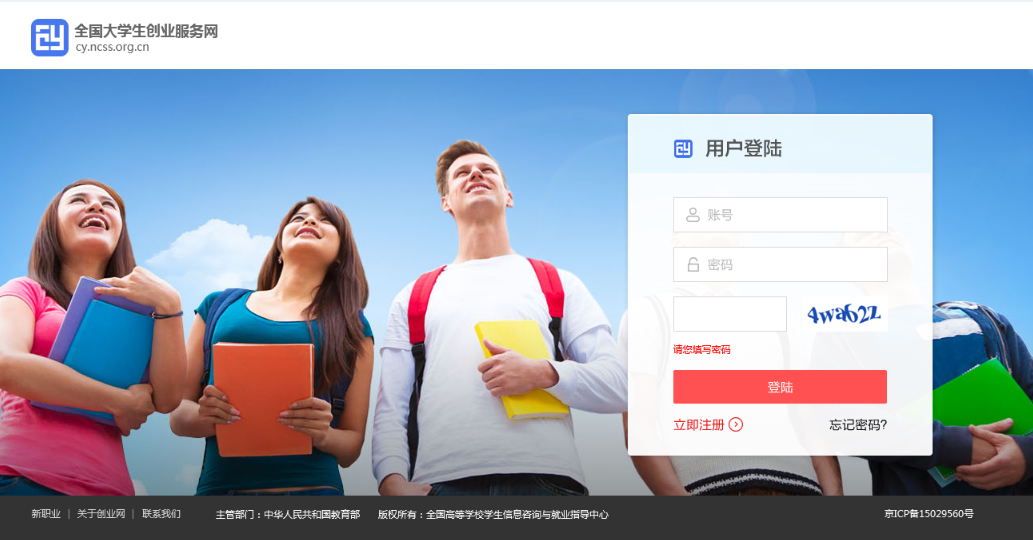 全国大学生创业服务网
cy.ncss.org.cn
用户登陆
账号
密码
4wa62z
请您填写密码
登陆
立即注册
忘记密码?
新职业 | 关于创业网 | 联系我们 主管部门：中华人民共和国教育部 版权所有：全国高等学校学生信息咨询与就业指导中心 京ICP备15029560号